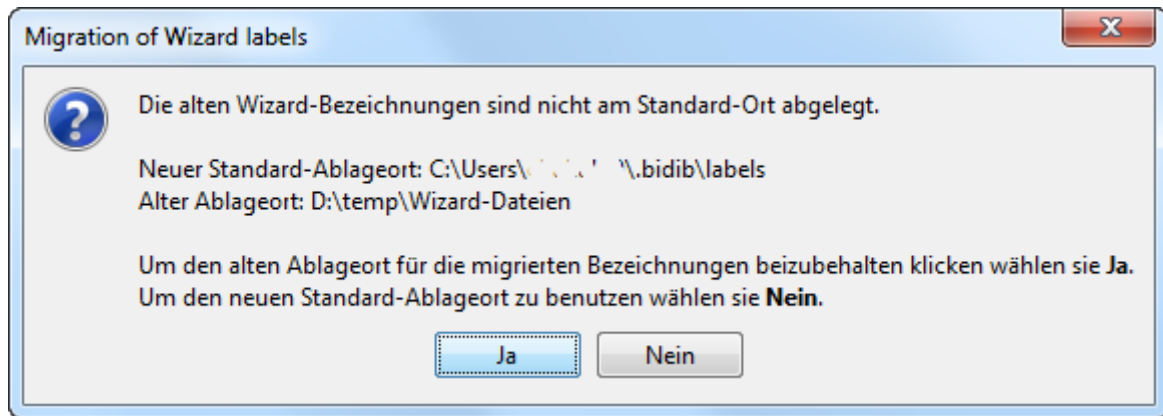 Migration of Wizard labels
Die alten Wizard-Bezeichnungen sind nicht am Standard-Ort abgelegt.
Neuer Standard-Ablageort: C:\Users\ \.bidib\labels
Alter Ablageort: D:\temp\Wizard-Dateien
Um den alten Ablageort für die migrierten Bezeichnungen beizubehalten klicken wählen sie Ja.
Um den neuen Standard-Ablageort zu benutzen wählen sie Nein.
Ja
Nein